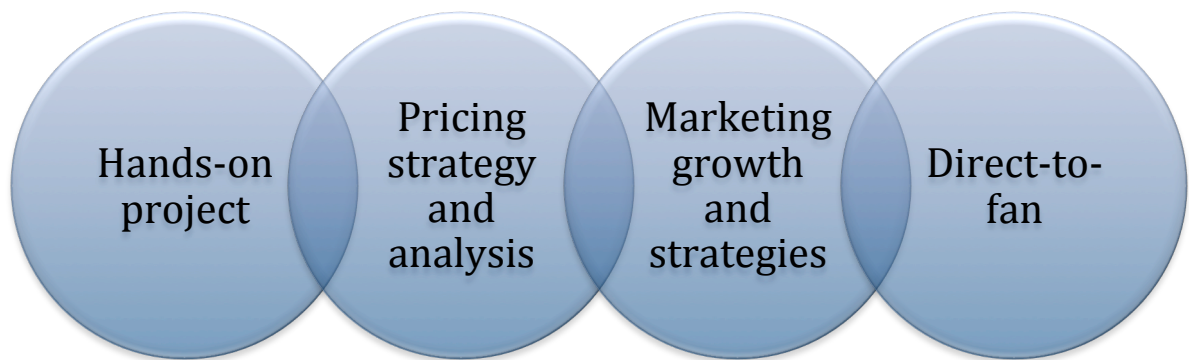 Hands-on
project
Pricing
strategy
and
analysis
Marketing
growth
and
strategies
Direct-to-
fan